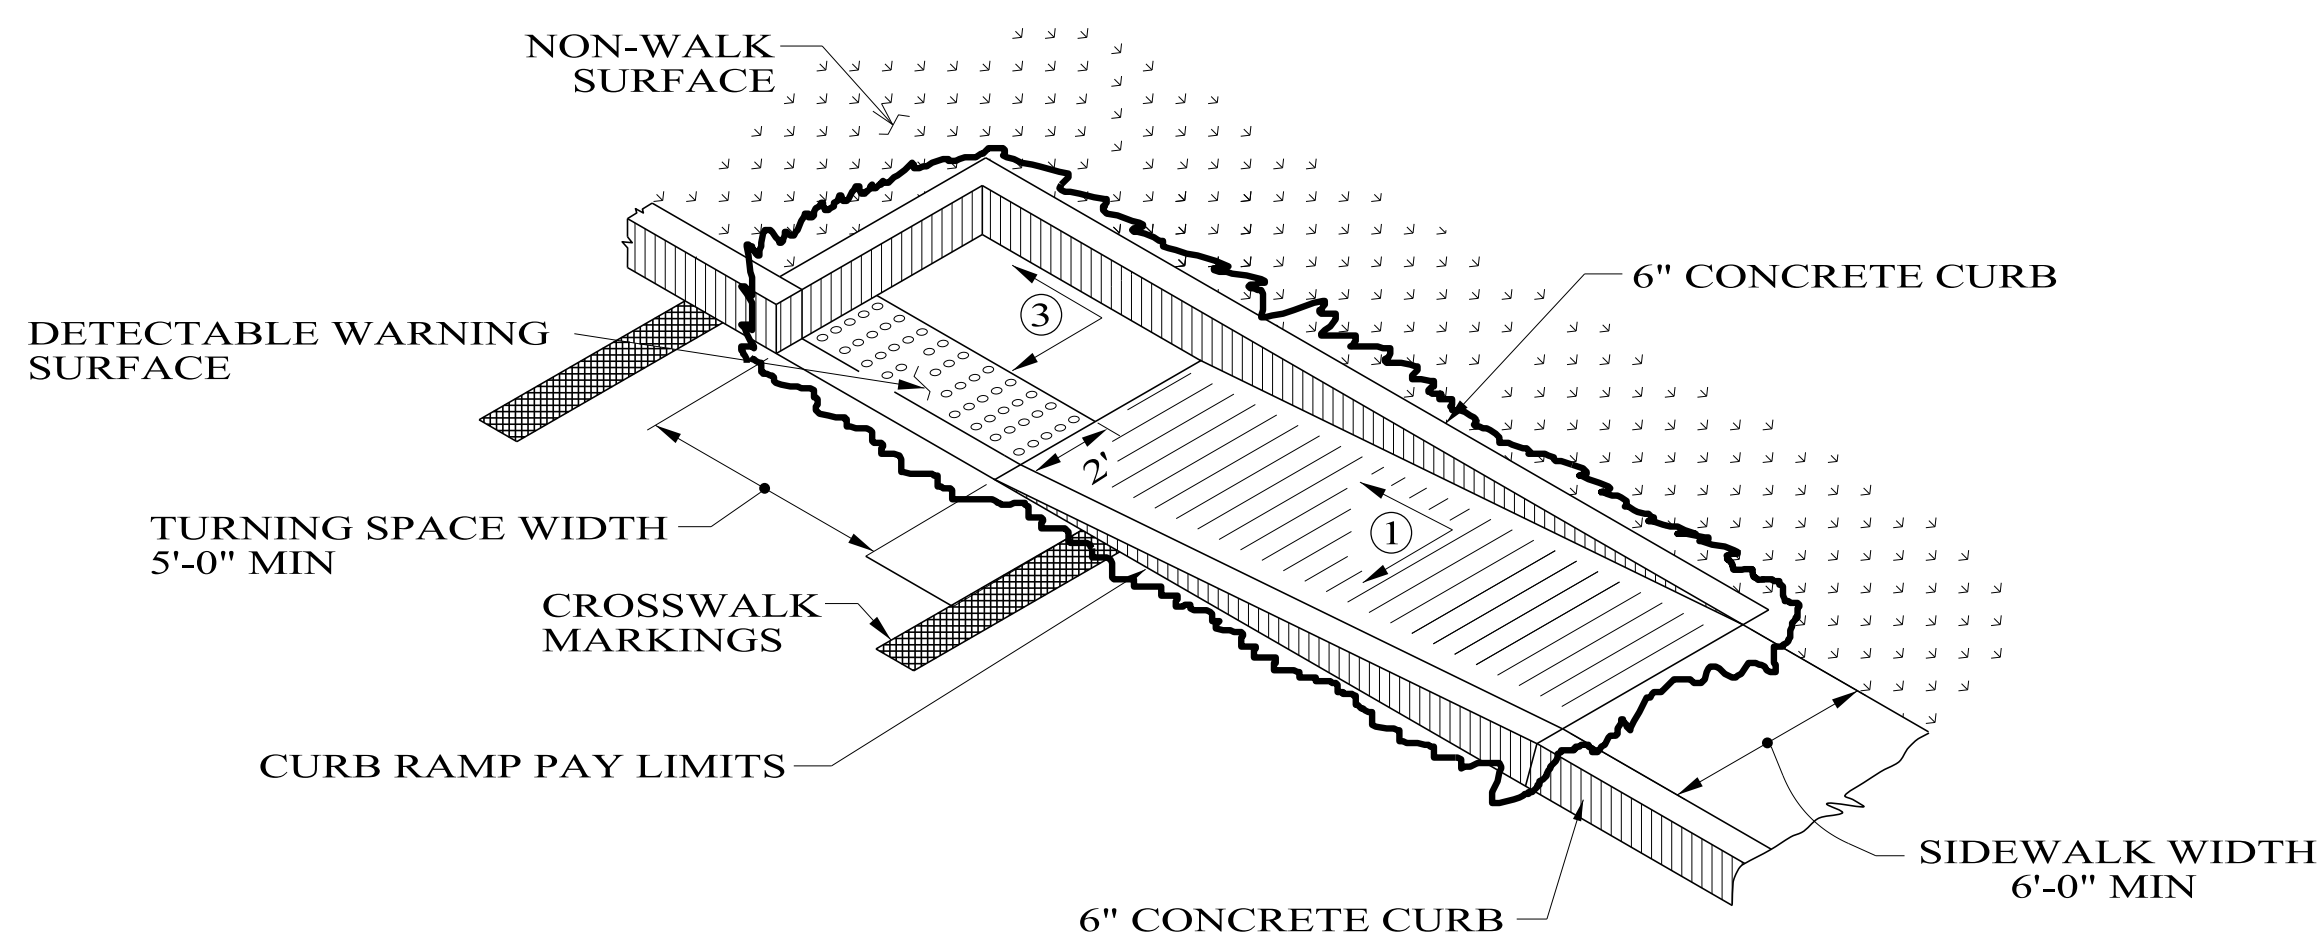 NON-WALK
SURFACE
6" CONCRETE CURB
3
DETECTABLE WARNING
SURFACE
2'
1
TURNING SPACE WIDTH
5'-0" MIN
CROSSWALK
MARKINGS
CURB RAMP PAY LIMITS
SIDEWALK WIDTH
6'-0" MIN
6" CONCRETE CURB